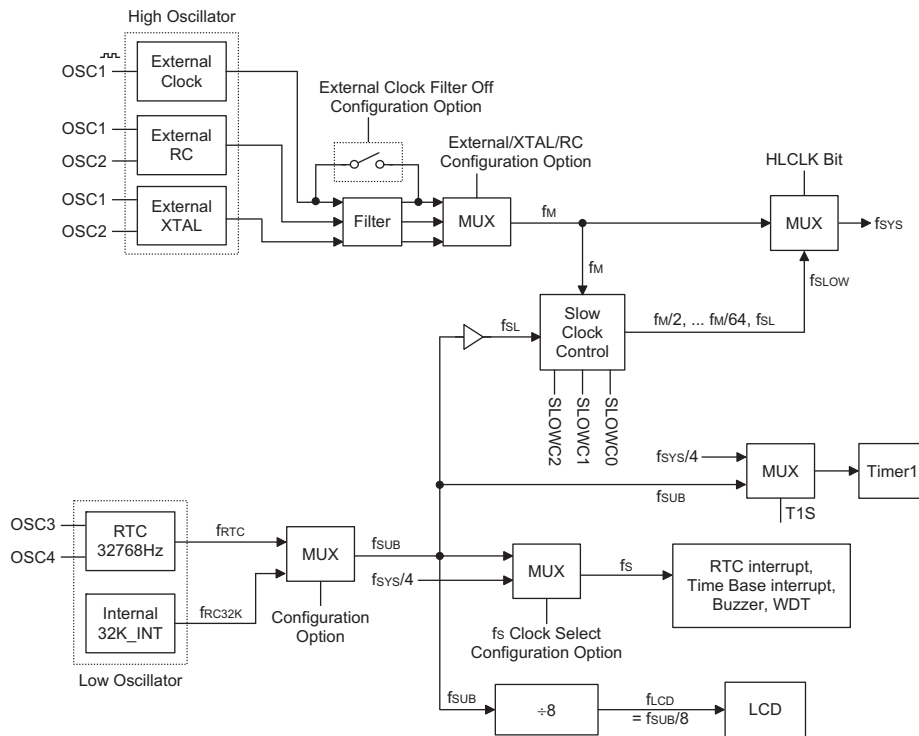 High Oscillator
OSC1
External
Clock
OSC1
OSC2
External
RC
OSC1
OSC2
External
XTAL
External Clock Filter Off
Configuration Option
External/XTAL/RC
Configuration Option
Filter
MUX
fM
HLCLK Bit
MUX
fSYS
fM
fSLOW
fSL
Slow
Clock
Control
fM/2, ... fM/64, fSL
SLOWC2
SLOWC1
SLOWC0
fSYS/4
fSUB
MUX
Timer1
T1S
OSC3
OSC4
RTC
32768Hz
fRTC
MUX
fSUB
fSYS/4
MUX
fS
RTC interrupt,
Time Base interrupt,
Buzzer, WDT
Internal
32K_INT
fRC32K
Configuration
Option
fs Clock Select
Configuration Option
Low Oscillator
fSUB
÷8
fLCD
= fSUB/8
LCD